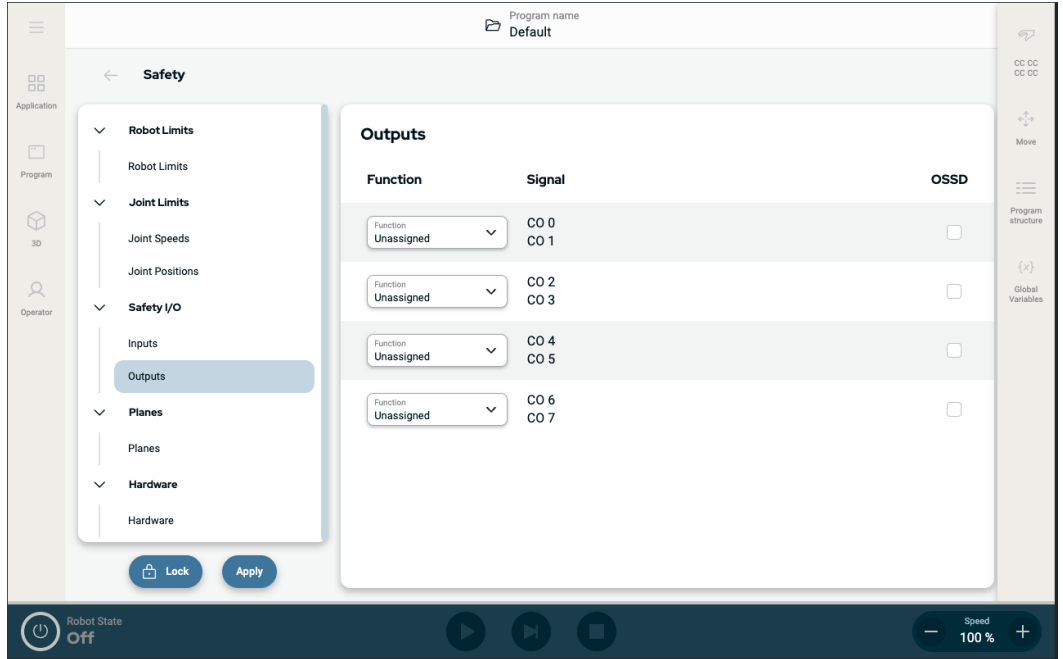 Program name
Default
Application
Program
3D
Operator
Safety
Robot Limits
Robot Limits
Joint Limits
Joint Speeds
Joint Positions
Safety I/O
Inputs
Outputs
Planes
Planes
Hardware
Hardware
Lock
Apply
Outputs
Function
Signal
OSSD
Function
Unassigned
CO 0
CO 1
Function
Unassigned
CO 2
CO 3
Function
Unassigned
CO 4
CO 5
Function
Unassigned
CO 6
CO 7
CC CC
CC CC
Move
Program
structure
{x}
Global
Variables
Robot State
Off
Speed
100 %